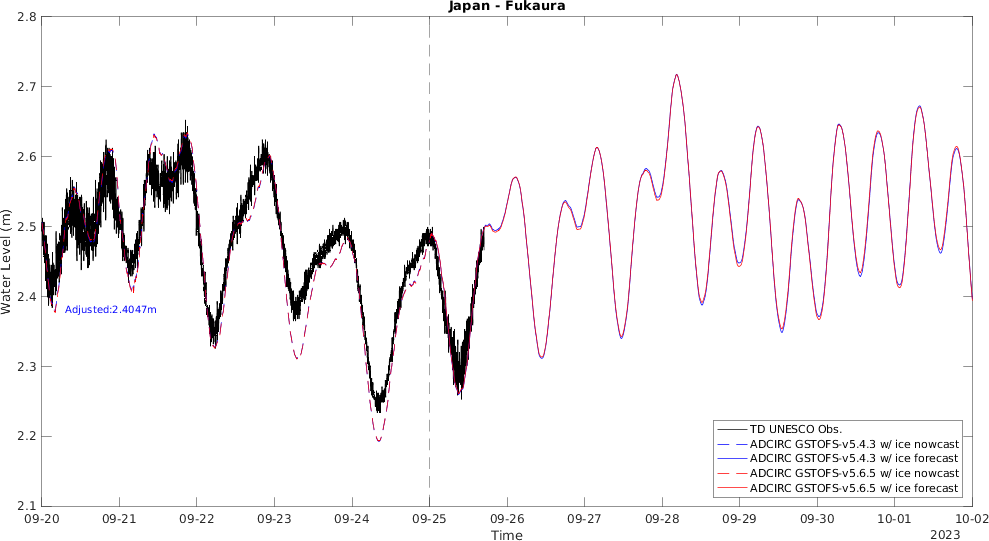 Japan - Fukaura
2.8
2.7
2.6
2.5
2.4
2.3
2.2
2.1
Water Level (m)
Adjusted:2.4047m
TD UNESCO Obs.
ADCIRC GSTOFS-v5.4.3 w/ ice nowcast
ADCIRC GSTOFS-v5.4.3 w/ ice forecast
ADCIRC GSTOFS-v5.6.5 w/ ice nowcast
ADCIRC GSTOFS-v5.6.5 w/ ice forecast
09-20 09-21 09-22 09-23 09-24 09-25 09-26 09-27 09-28 09-29 09-30 10-01 10-02
Time
2023